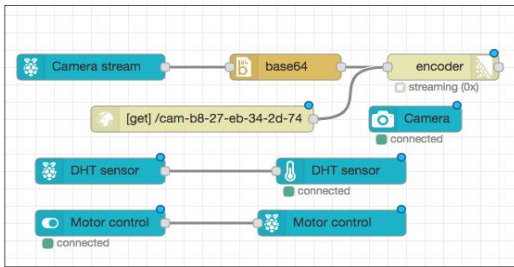 Camera stream
base64
encoder
streaming (0x)
[get] /cam-b8-27-eb-34-2d-74
Camera
connected
DHT sensor
DHT sensor
connected
Motor control
Motor control
connected